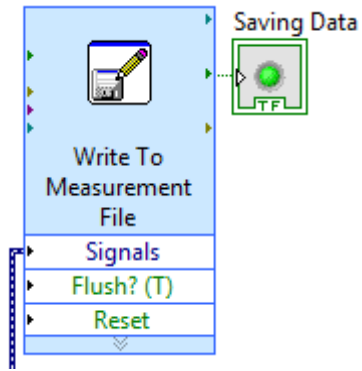 Saving Data
TF
Write To
Measurement
File
Signals
Flush? (T)
Reset